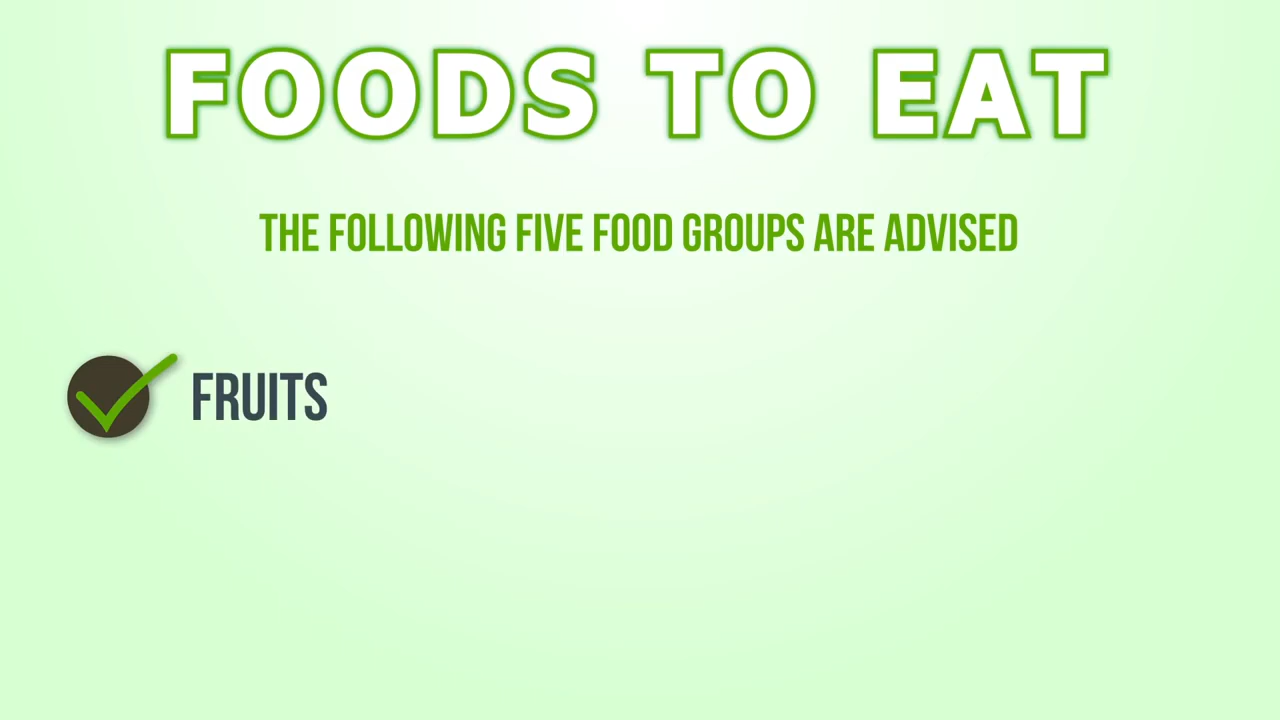 FOODS TO EAT
THE FOLLOWING FIVE FOOD GROUPS ARE ADVISED
FRUITS